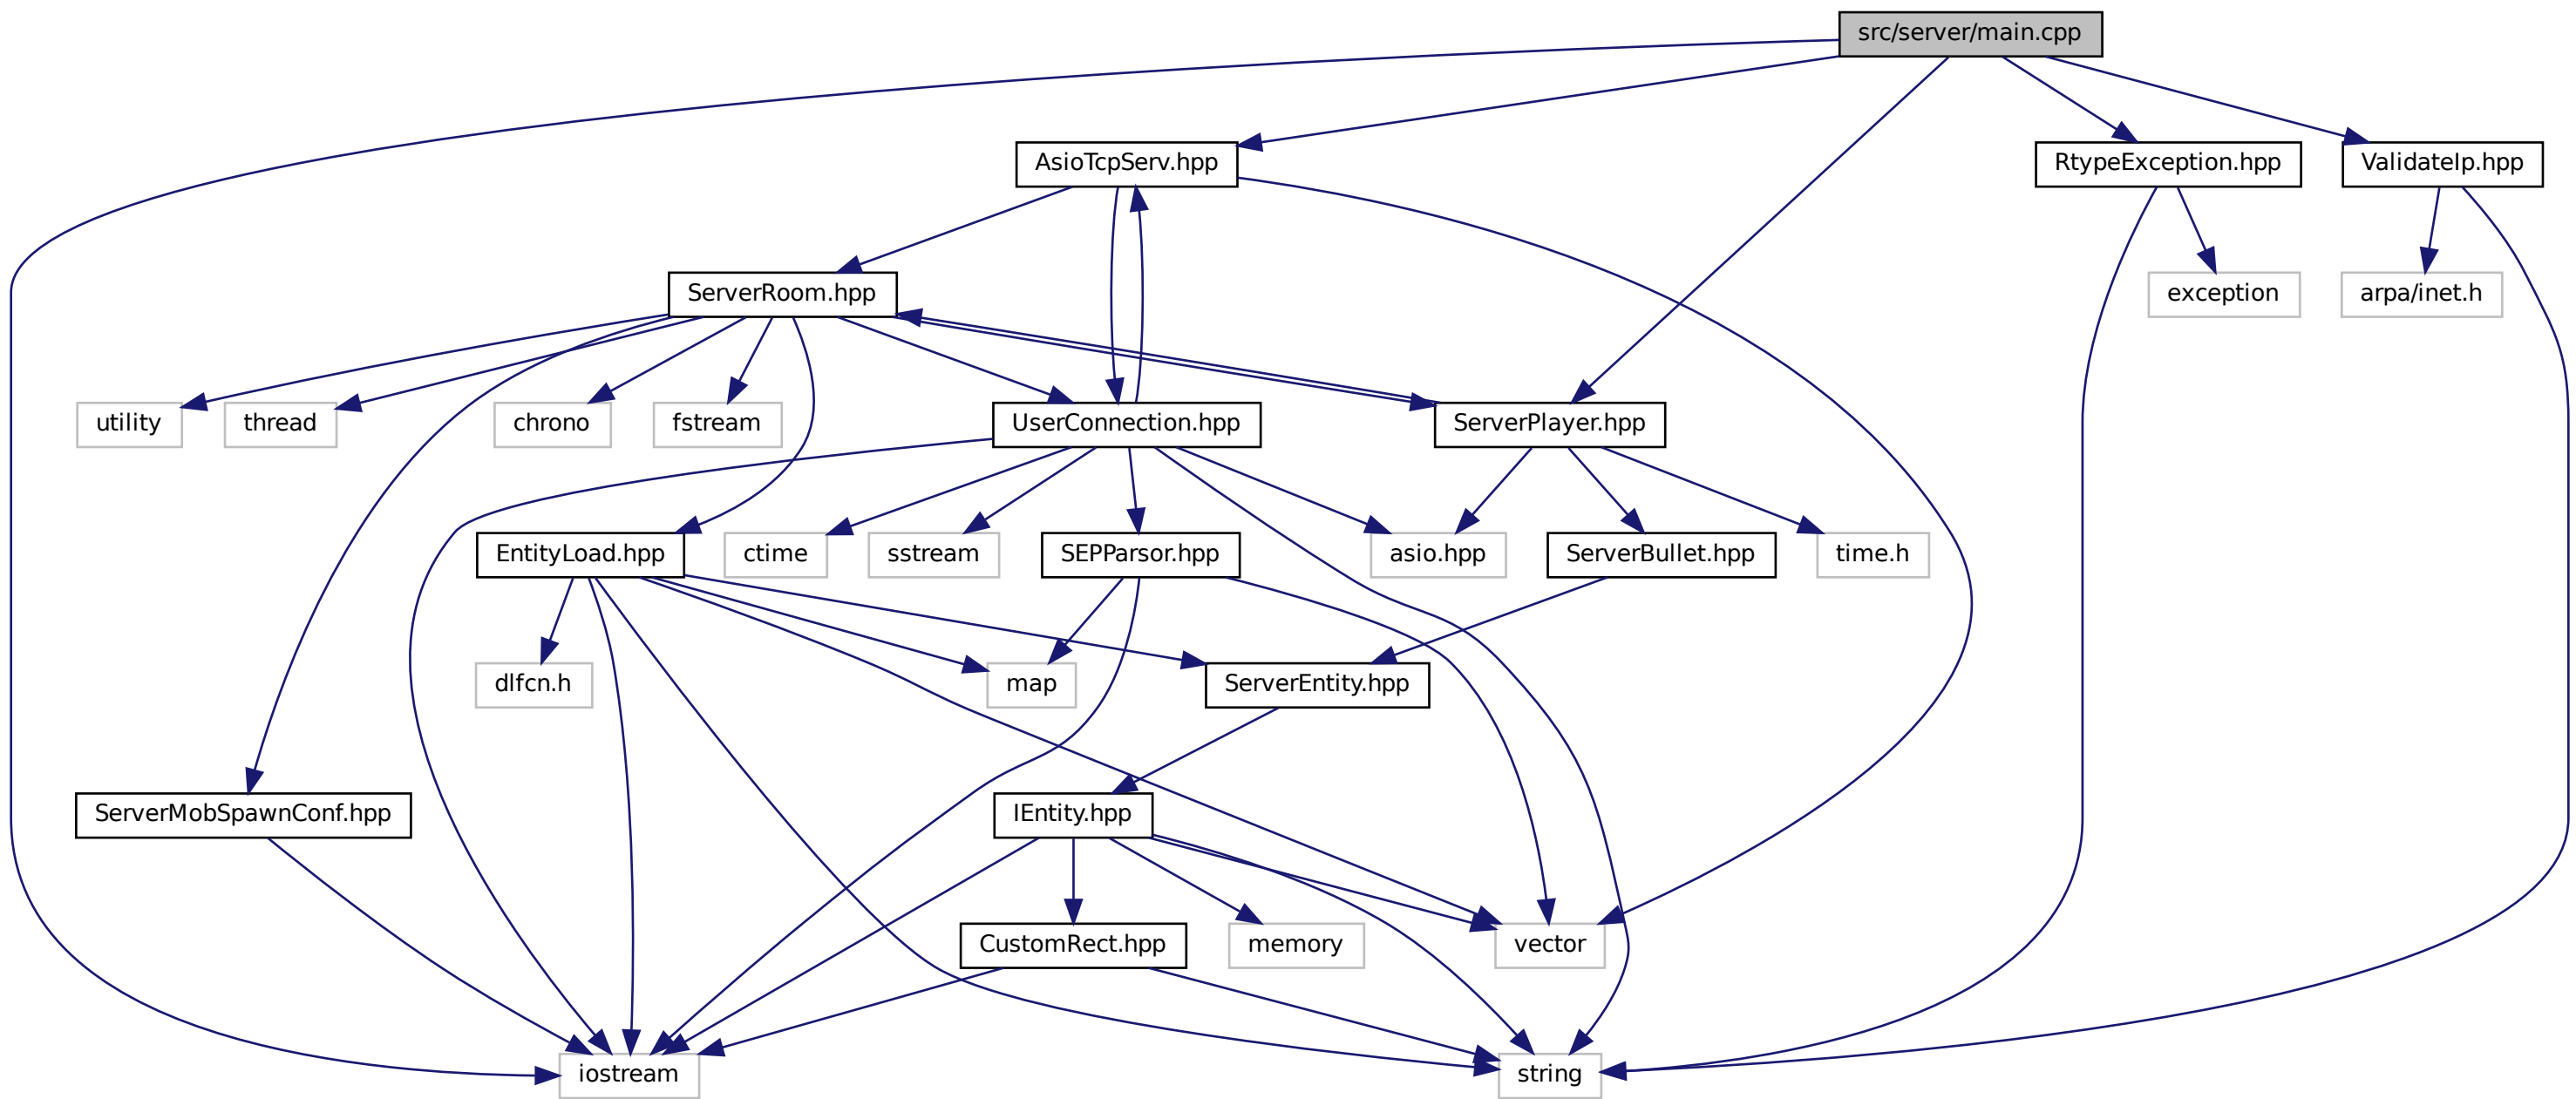 src/server/main.cpp
AsioTcpServ.hpp
RtypeException.hpp
ValidateIp.hpp
ServerRoom.hpp
exception
arpa/inet.h
utility
thread
chrono
fstream
UserConnection.hpp
ServerPlayer.hpp
EntityLoad.hpp
ctime
sstream
SEPParsor.hpp
asio.hpp
ServerBullet.hpp
time.h
dlfcn.h
map
ServerEntity.hpp
ServerMobSpawnConf.hpp
IEntity.hpp
CustomRect.hpp
memory
vector
iostream
string